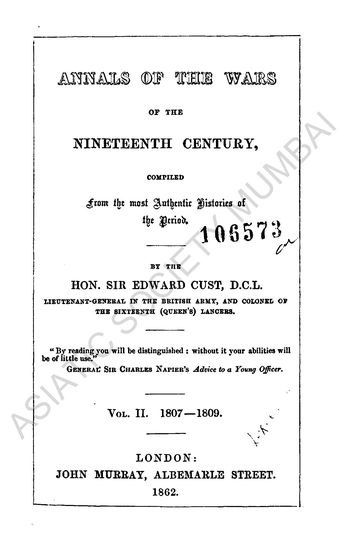 ANNALS OF THE WARS
OF THE
NINETEENTH CENTURY,
COMPILED
From the most Authentic Histories of
the Period.
106573
BY THE
HON. SIR EDWARD CUST, D.C.L.
LIEUTENANT-GENERAL IN THE BRITISH ARMY, AND COLONEL OF
THE SIXTEENTH (QUEEN'S) LANCERS.
"By reading you will be distinguished: without it your abilities will
be of little use."
GENERAL SIR CHARLES NAPIER'S Advice to a Young Officer.
VOL. II. 1807—1809.
LONDON:
JOHN MURRAY, ALBEMARLE STREET.
1862.
ASIATIC SOCIETY MUMBAI